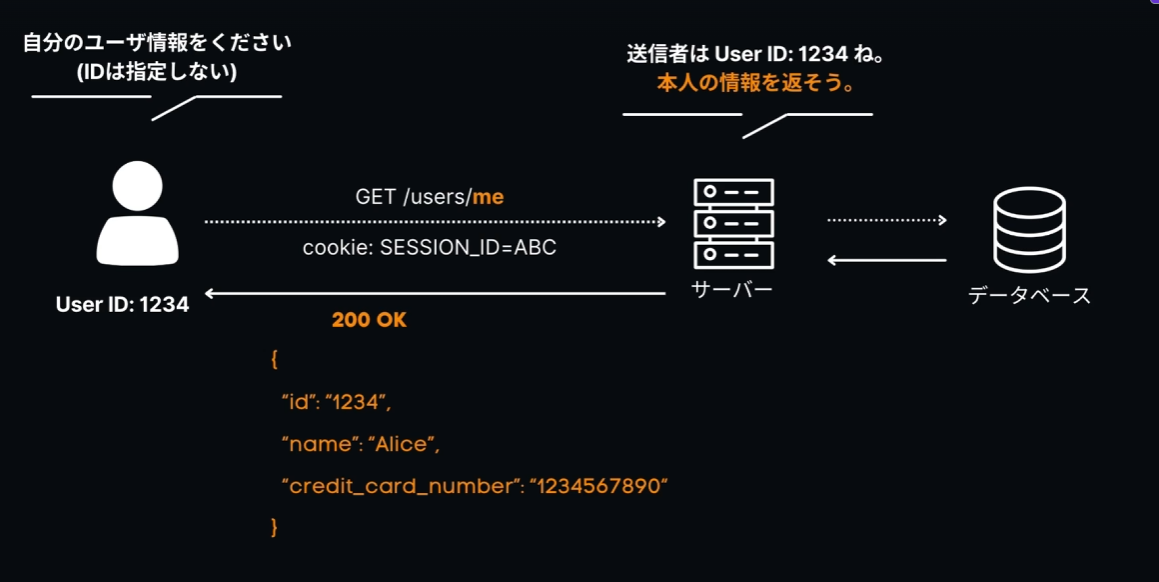 自分のユーザ情報をください
(IDは指定しない)
送信者は User ID: 1234 ね。
本人の情報を返そう。
GET /users/me
cookie: SESSION_ID=ABC
サーバー
データベース
User ID: 1234
200 OK
{
“id”: “1234”,
“name”: “Alice”,
“credit_card_number”: “1234567890”
}